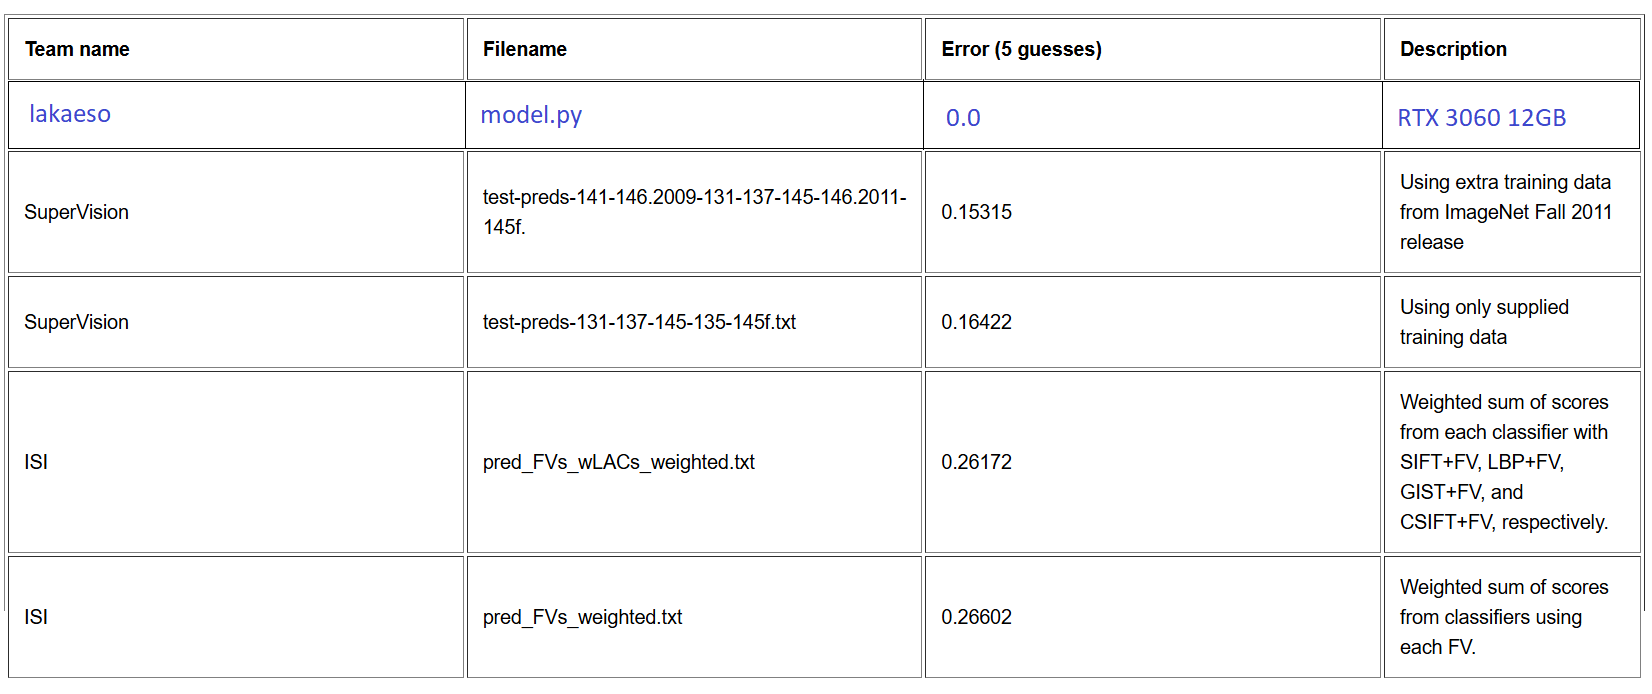 Team name Filename Error (5 guesses) Description
lakaeso model.py 0.0 RTX 3060 12GB
SuperVision
test-preds-141-146.2009-131-137-145-146.2011-
145f.
0.15315
Using extra training data
from ImageNet Fall 2011
release
SuperVision
test-preds-131-137-145-135-145f.txt
0.16422
Using only supplied
training data
ISI
pred_FVs_wLACs_weighted.txt
0.26172
Weighted sum of scores
from each classifier with
SIFT+FV, LBP+FV,
GIST+FV, and
CSIFT+FV, respectively.
ISI
pred_FVs_weighted.txt
0.26602
Weighted sum of scores
from classifiers using
each FV.